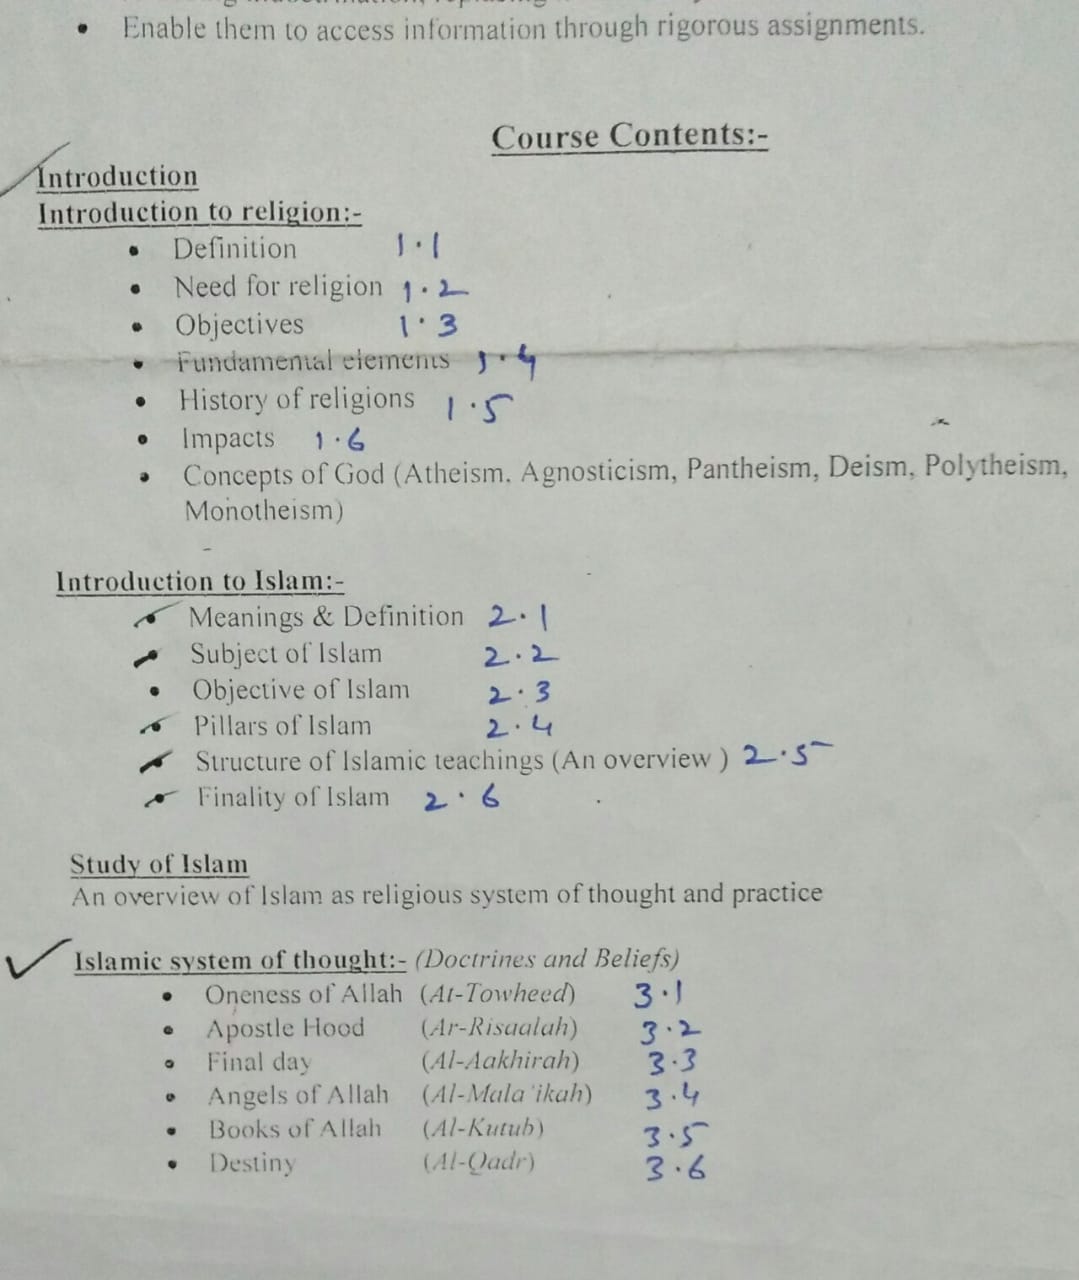 • Enable them to access information through rigorous assignments.
Course Contents:-
Introduction
Introduction to religion:-
• Definition 1.1
• Need for religion 1.2
• Objectives 1.3
• Fundamental elements 1.4
• History of religions 1.5
• Impacts 1.6
• Concepts of God (Atheism, Agnosticism, Pantheism, Deism, Polytheism,
Monotheism)
Introduction to Islam:-
• Meanings & Definition 2.1
• Subject of Islam 2.2
• Objective of Islam 2.3
• Pillars of Islam 2.4
• Structure of Islamic teachings (An overview ) 2.5
• Finality of Islam 2.6
Study of Islam
An overview of Islam as religious system of thought and practice
Islamic system of thought:- (Doctrines and Beliefs)
• Oneness of Allah (At-Towheed) 3.1
• Apostle Hood (Ar-Risaalah) 3.2
• Final day (Al-Aakhirah) 3.3
• Angels of Allah (Al-Mala'ikah) 3.4
• Books of Allah (Al-Kutub) 3.5
• Destiny (Al-Qadr) 3.6